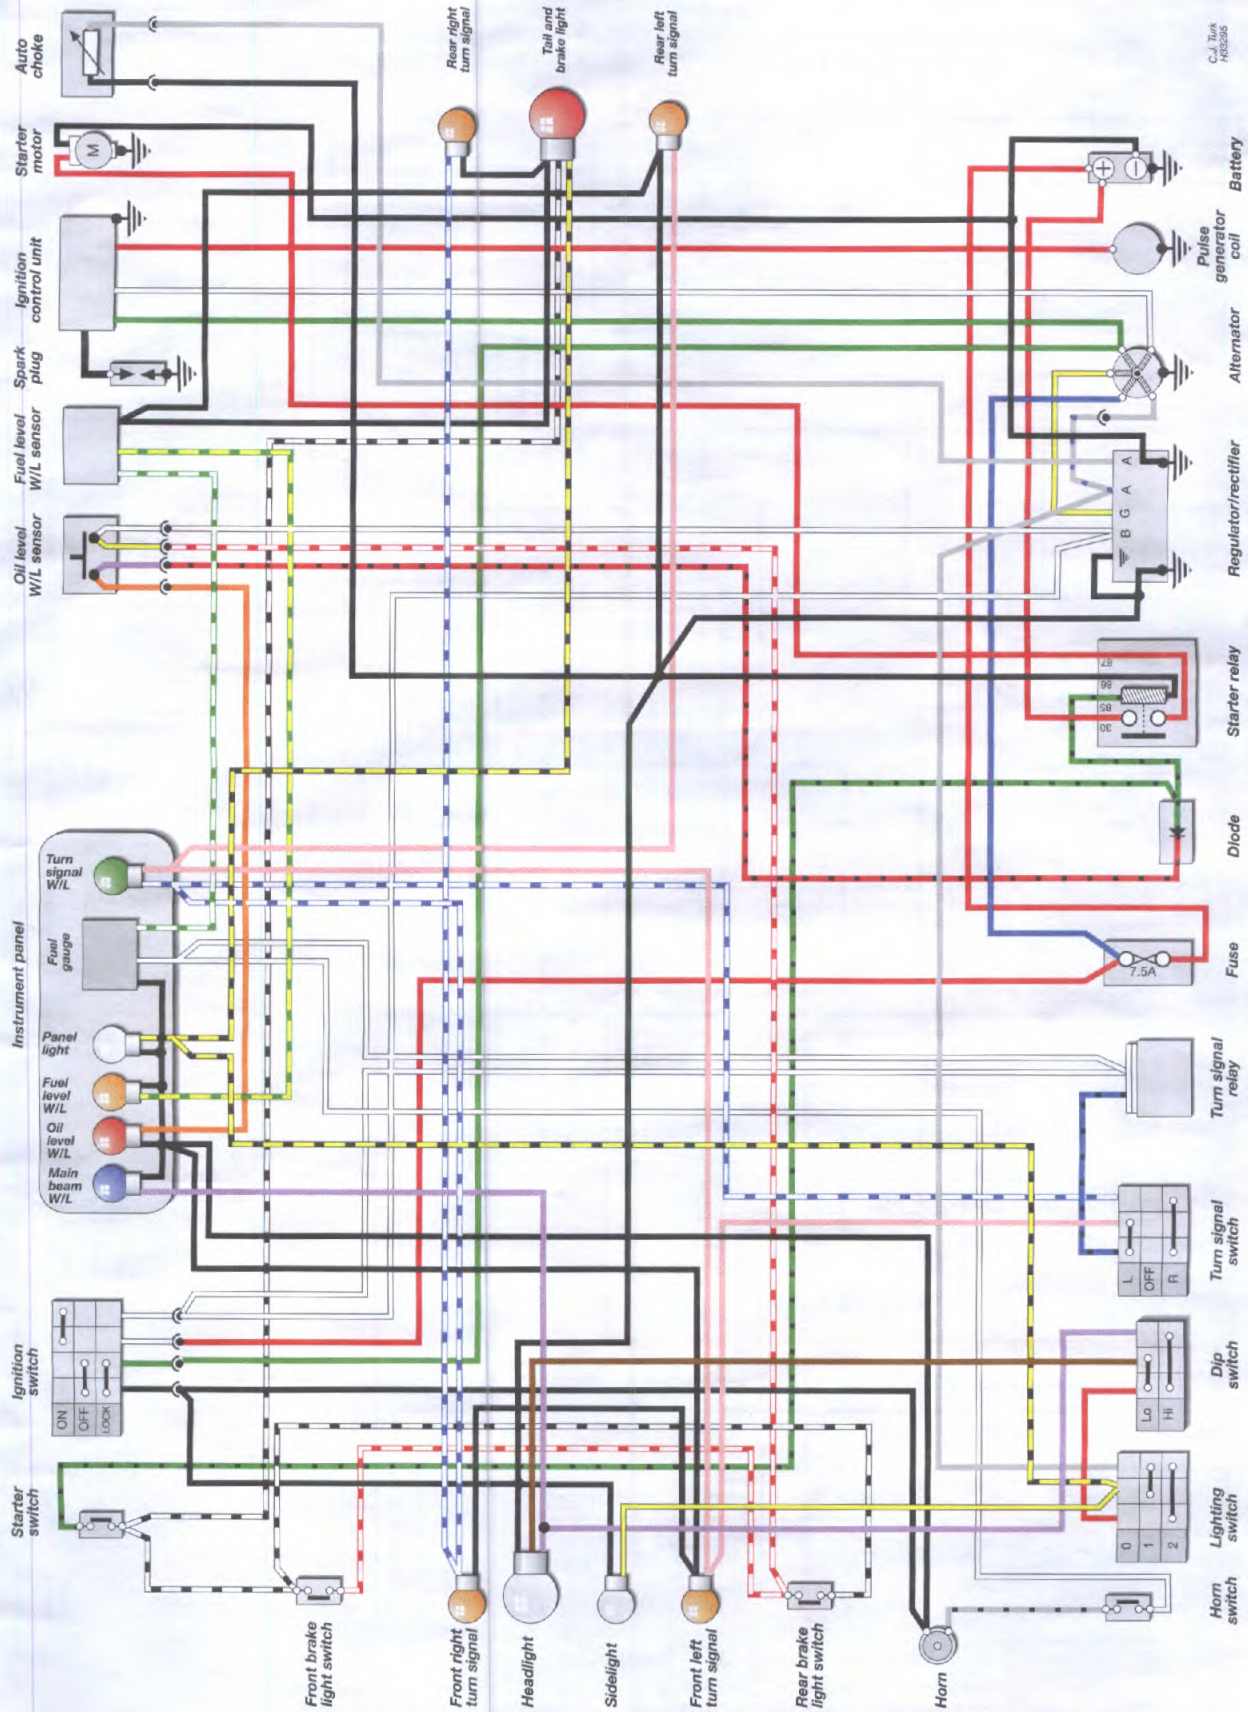 Auto
choke
Starter
motor
Ignition
control unit
Spark
plug
Fuel level
W/L sensor
Oil level
W/L sensor
Instrument panel
Ignition
switch
Starter
switch
M
Rear right
turn signal
Tail and
brake light
Rear left
turn signal
C.J. Turk
H33295
Turn
signal
W/L
Fuel
gauge
Panel
light
Fuel
level
W/L
Oil
level
W/L
Main
beam
W/L
ON
OFF
LOCK
Front brake
light switch
Front right
turn signal
Headlight
Sidelight
Front left
turn signal
Rear brake
light switch
Horn
+
−
A
A
G
B
87
86
85
30
7.5A
L
OFF
R
Lo
Hi
0
1
2
Battery
Pulse
generator
coil
Alternator
Regulator/rectifier
Starter relay
Diode
Fuse
Turn signal
relay
Turn signal
switch
Dip
switch
Lighting
switch
Horn
switch